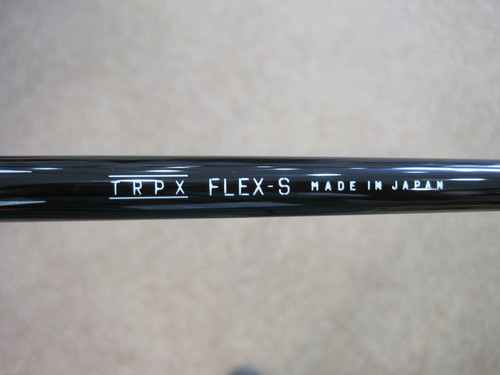 TRPX FLEX-S MADE IN JAPAN